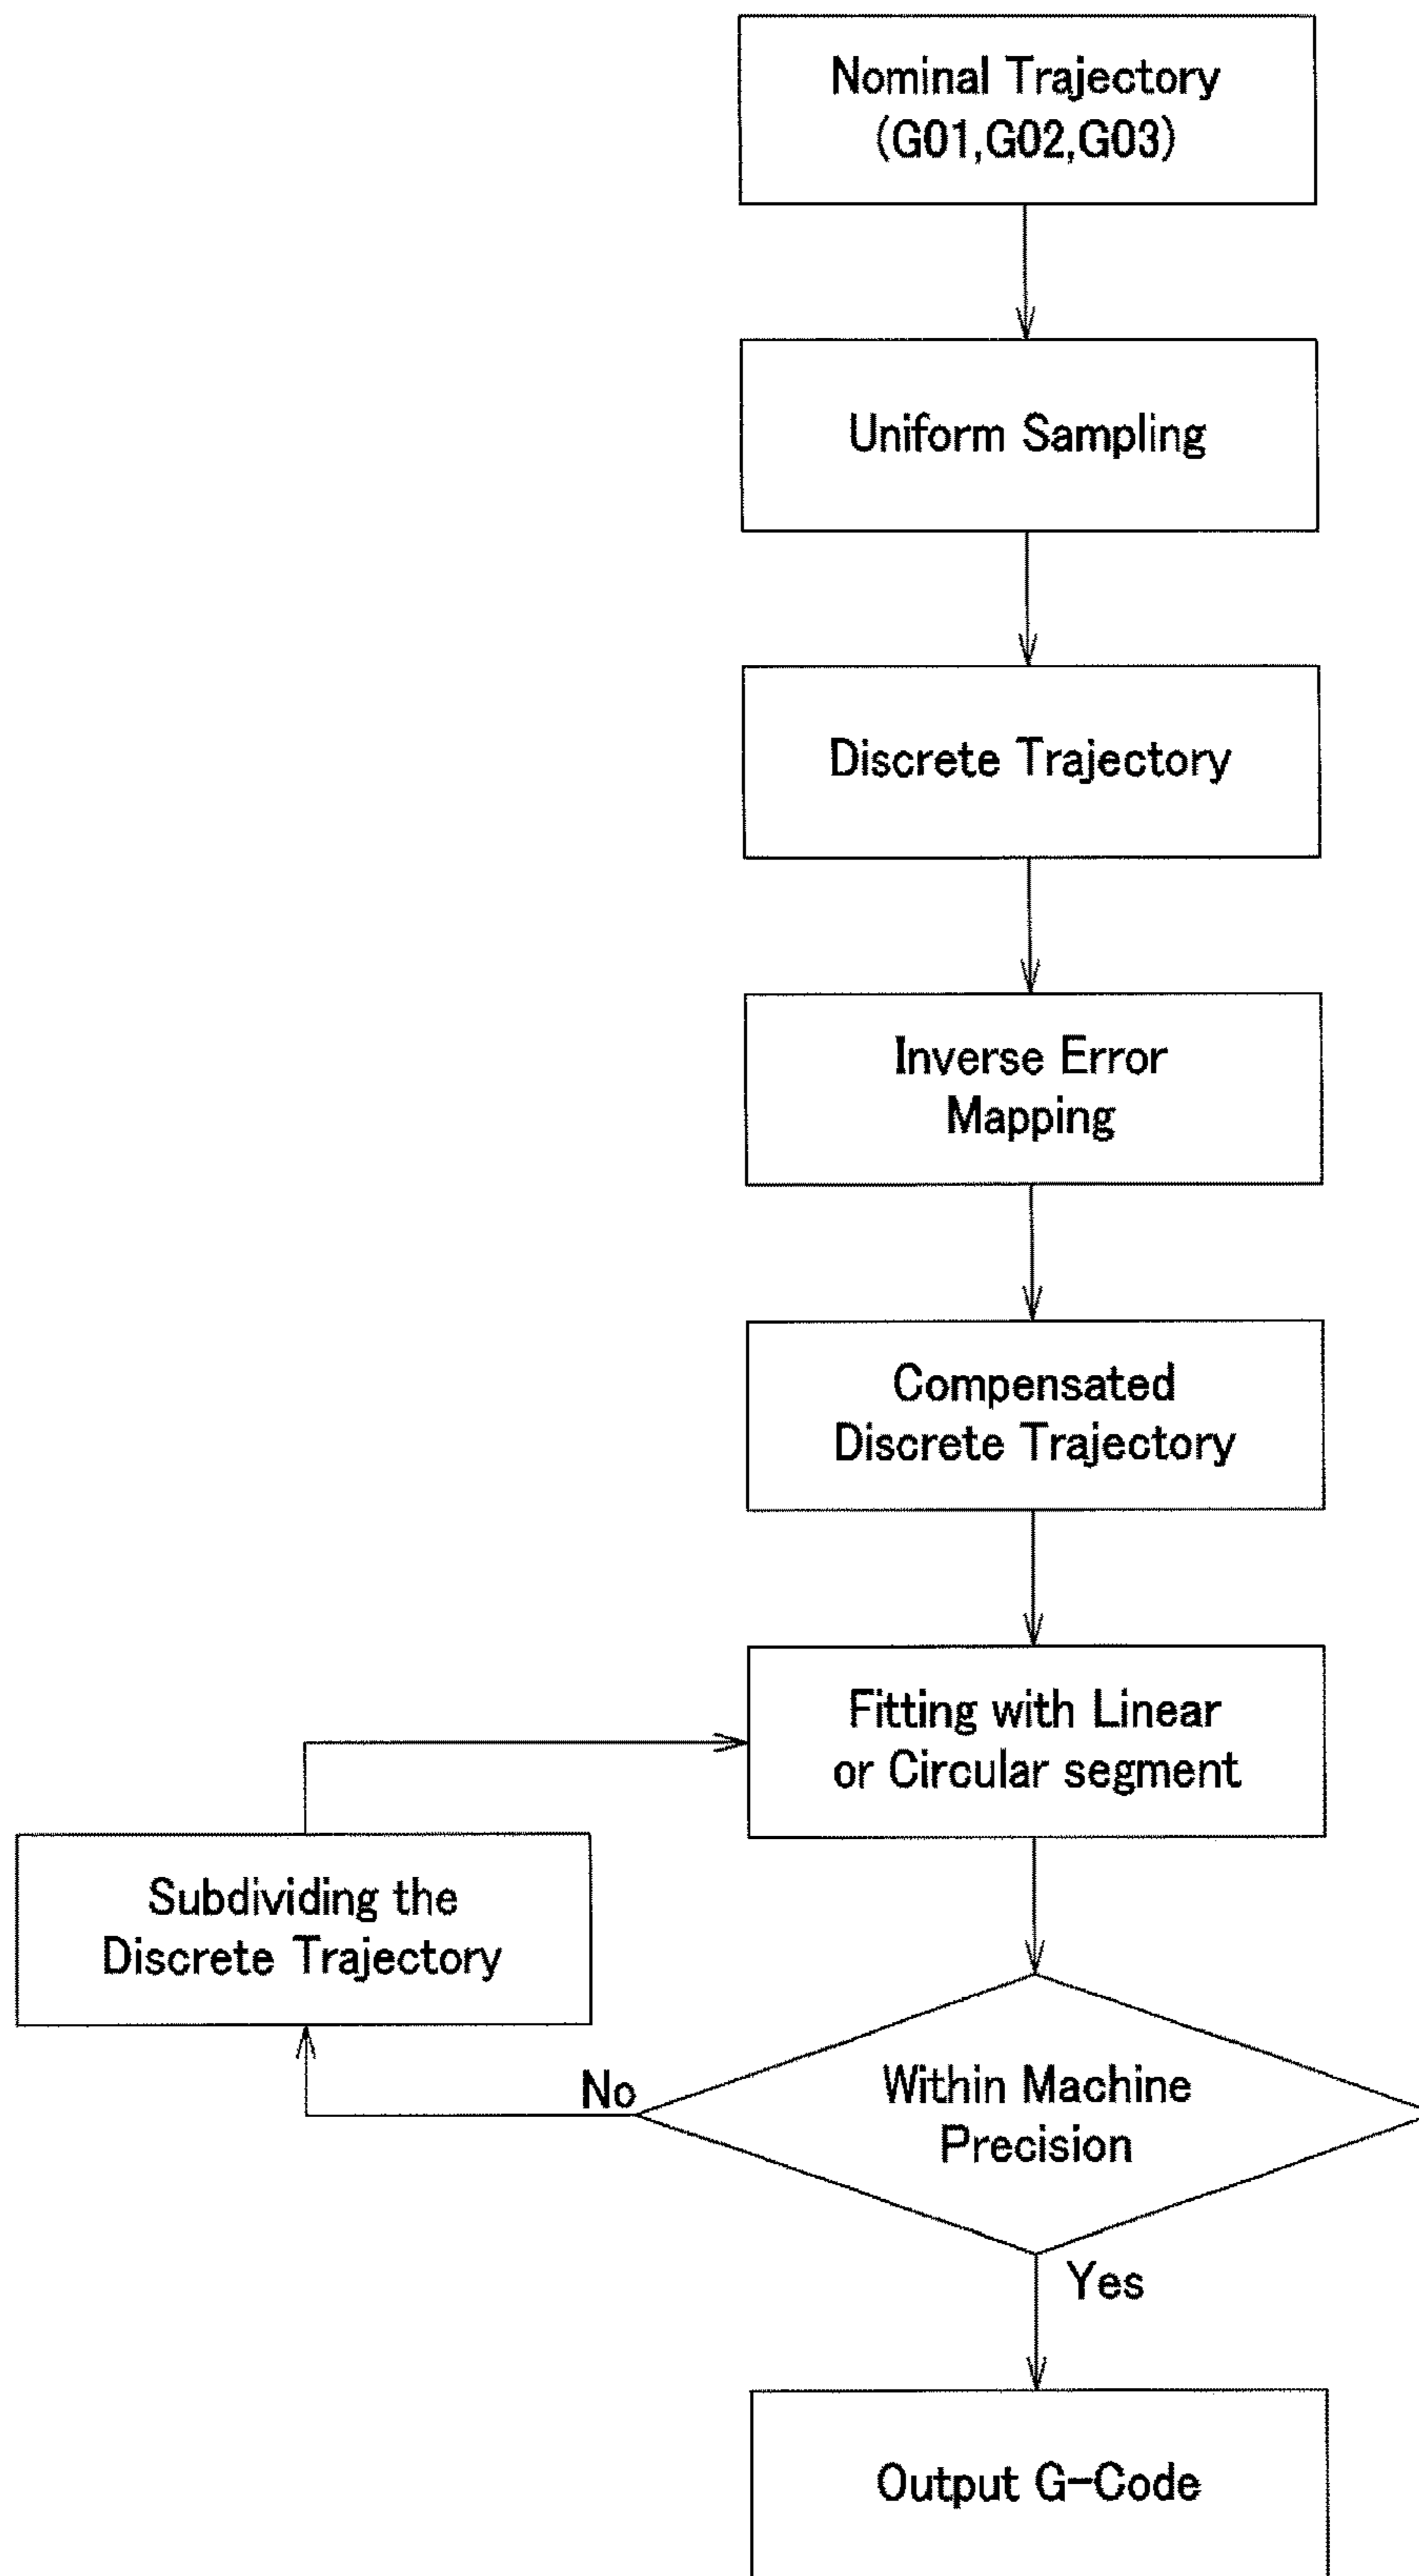 Nominal Trajectory
(G01,G02,G03)
Uniform Sampling
Discrete Trajectory
Inverse Error
Mapping
Compensated
Discrete Trajectory
Fitting with Linear
or Circular segment
Subdividing the
Discrete Trajectory
No
Within Machine
Precision
Yes
Output G-Code